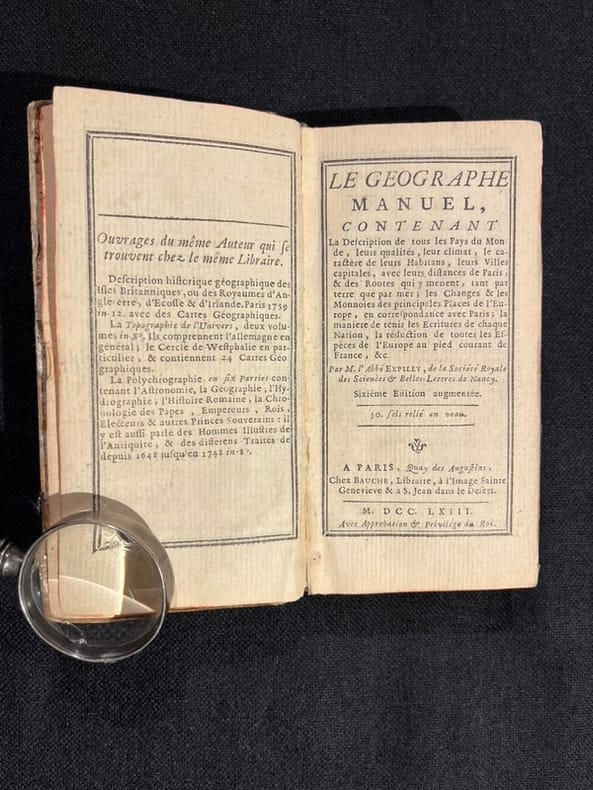 Ouvrages du même Auteur qui se
trouvent chez le même Libraire.
Description historique géographique des
Isles Britanniques, ou des Royaumes d'An-
gleterre, d'Ecosse & d'Irlande. Paris 1759
in-12. avec des Cartes Géographiques.
La Topographie de l'Univers, deux volu-
mes in-8°. Ils comprennent l'allemagne en
général; le Cercle de Westphalie en par-
ticulier, & contiennent 24 Cartes Géo
graphiques.
La Polychrographie en six Parties con-
tenant l'Astronomie, la Géographie, l'Hy-
drographie, l'Histoire Romaine, la Chro-
nologie des Papes, Empereurs, Rois,
Electeurs & autres Princes Souverains: il
y est aussi parlé des Hommes Illustres de
l'Antiquité, & des differens Traités de
depuis 1648 jusqu'en 1748 in-8°.
LE GEOGRAPHE
MANUEL,
CONTENANT
La Description de tous les Pays du Mon-
de, leurs qualités, leur climat, le ca-
ractère de leurs Habitans, leurs Villes
capitales, avec leurs distances de Paris,
& des Routes qui y menent, tant par
terre que par mer; les Changes & les
Monnoies des principales Places de l'Eu-
rope, en correspondance avec Paris; la
maniere de tenir les Ecritures de chaque
Nation, la réduction de toutes les Es-
péces de l'Europe au pied courant de
France, &c.
Par M. l'Abbé EXPILLY, de la Société Royale
des Sciences & Belles-Lettres de Nancy.
Sixiéme Edition augmentée.
50. sols relié en veau.
A PARIS, Quay des Augustins,
Chez BAUCHE, Libraire, à l'Image Sainte
Genevieve & à S. Jean dans le Desert.
M. DCC. LXIII.
Avec Approbation & Privilége du Roi.